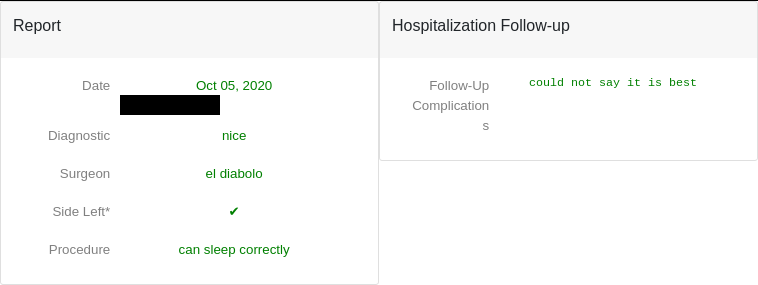 Report
Date Oct 05, 2020
Diagnostic nice
Surgeon el diabolo
Side Left* ✔
Procedure can sleep correctly
Hospitalization Follow-up
Follow-Up could not say it is best
Complication
s